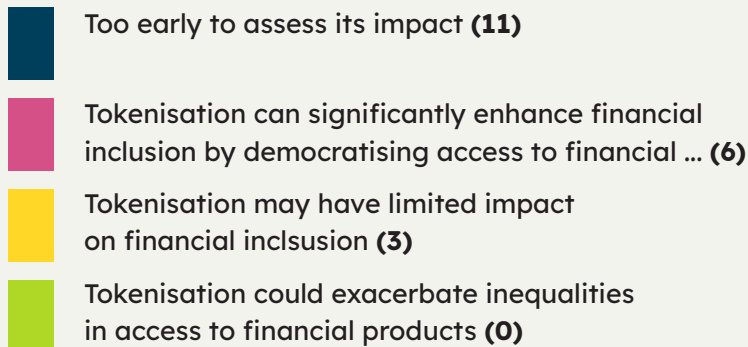 Too early to assess its impact (11)
Tokenisation can significantly enhance financial
inclusion by democratising access to financial ... (6)
Tokenisation may have limited impact
on financial inclsusion (3)
Tokenisation could exacerbate inequalities
in access to financial products (0)